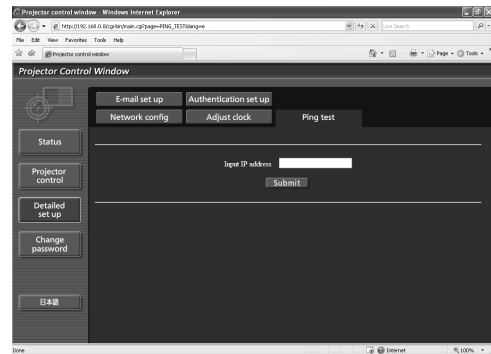 Projector control window - Windows Internet Explorer
http://192.168.0.8/cgi-bin/main.cgi?page=PING_TEST&lang=e
Live Search
File Edit View Favorites Tools Help
Projector control window
Page Tools
Projector Control Window
E-mail set up Authentication set up
Network config Adjust clock Ping test
Status
Input IP address
Submit
Projector control
Detailed set up
Change password
日本語
Done Internet 100%